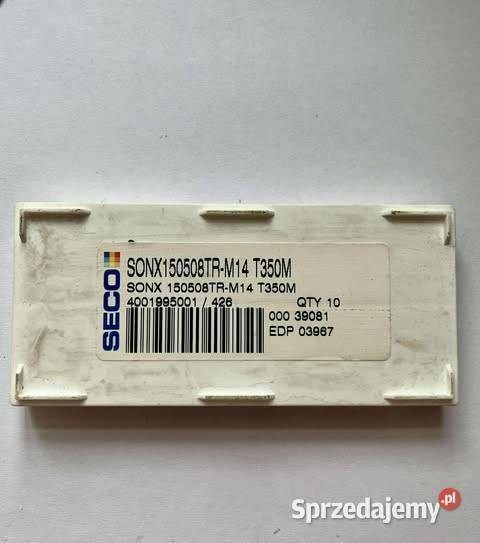 SECO
SONX150508TR-M14 T350M
SONX 150508TR-M14 T350M
4001995001 / 426 QTY 10
000 39081
EDP 03967
Sprzedajemy.pl